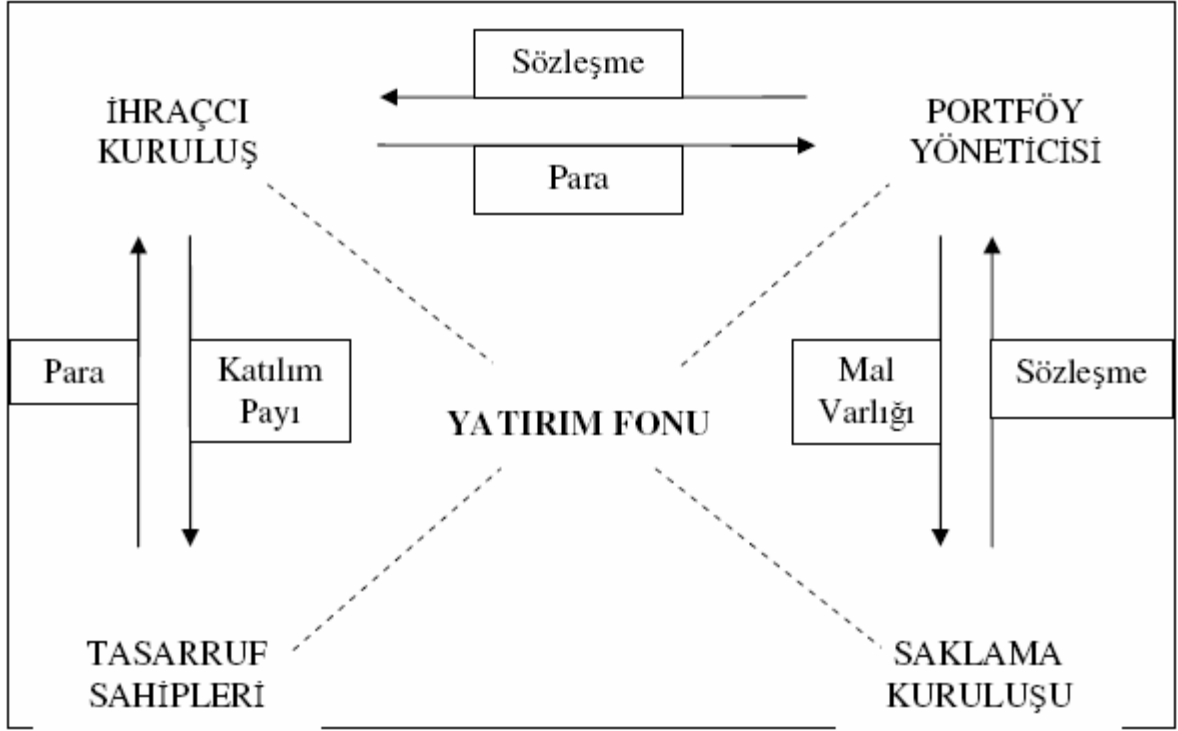 Sözleşme
İHRAÇCI
KURULUŞ
PORTFÖY
YÖNETİCİSİ
Para
Para
Katılım
Payı
YATIRIM FONU
Mal
Varlığı
Sözleşme
TASARRUF
SAHİPLERİ
SAKLAMA
KURULUŞU